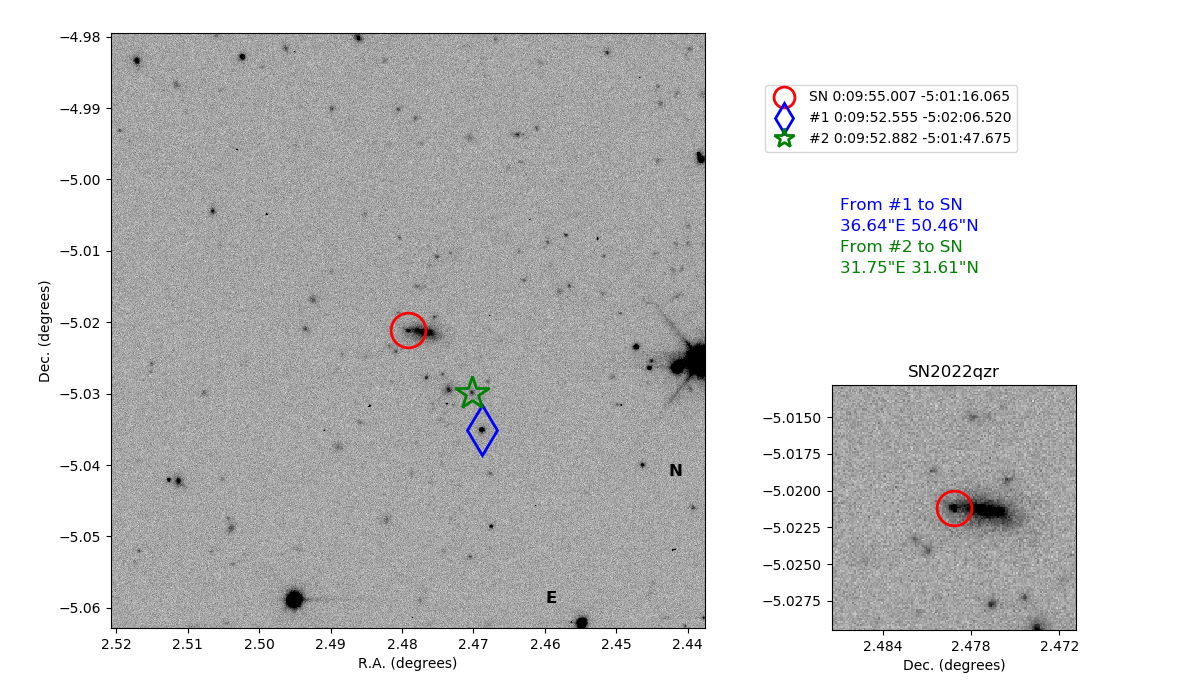 −4.98
−4.99
−5.00
−5.01
−5.02
−5.03
−5.04
−5.05
−5.06
Dec. (degrees)
2.52 2.51 2.50 2.49 2.48 2.47 2.46 2.45 2.44
R.A. (degrees)
N
E
SN 0:09:55.007 -5:01:16.065
#1 0:09:52.555 -5:02:06.520
#2 0:09:52.882 -5:01:47.675
From #1 to SN
36.64"E 50.46"N
From #2 to SN
31.75"E 31.61"N
SN2022qzr
−5.0150
−5.0175
−5.0200
−5.0225
−5.0250
−5.0275
2.484 2.478 2.472
Dec. (degrees)